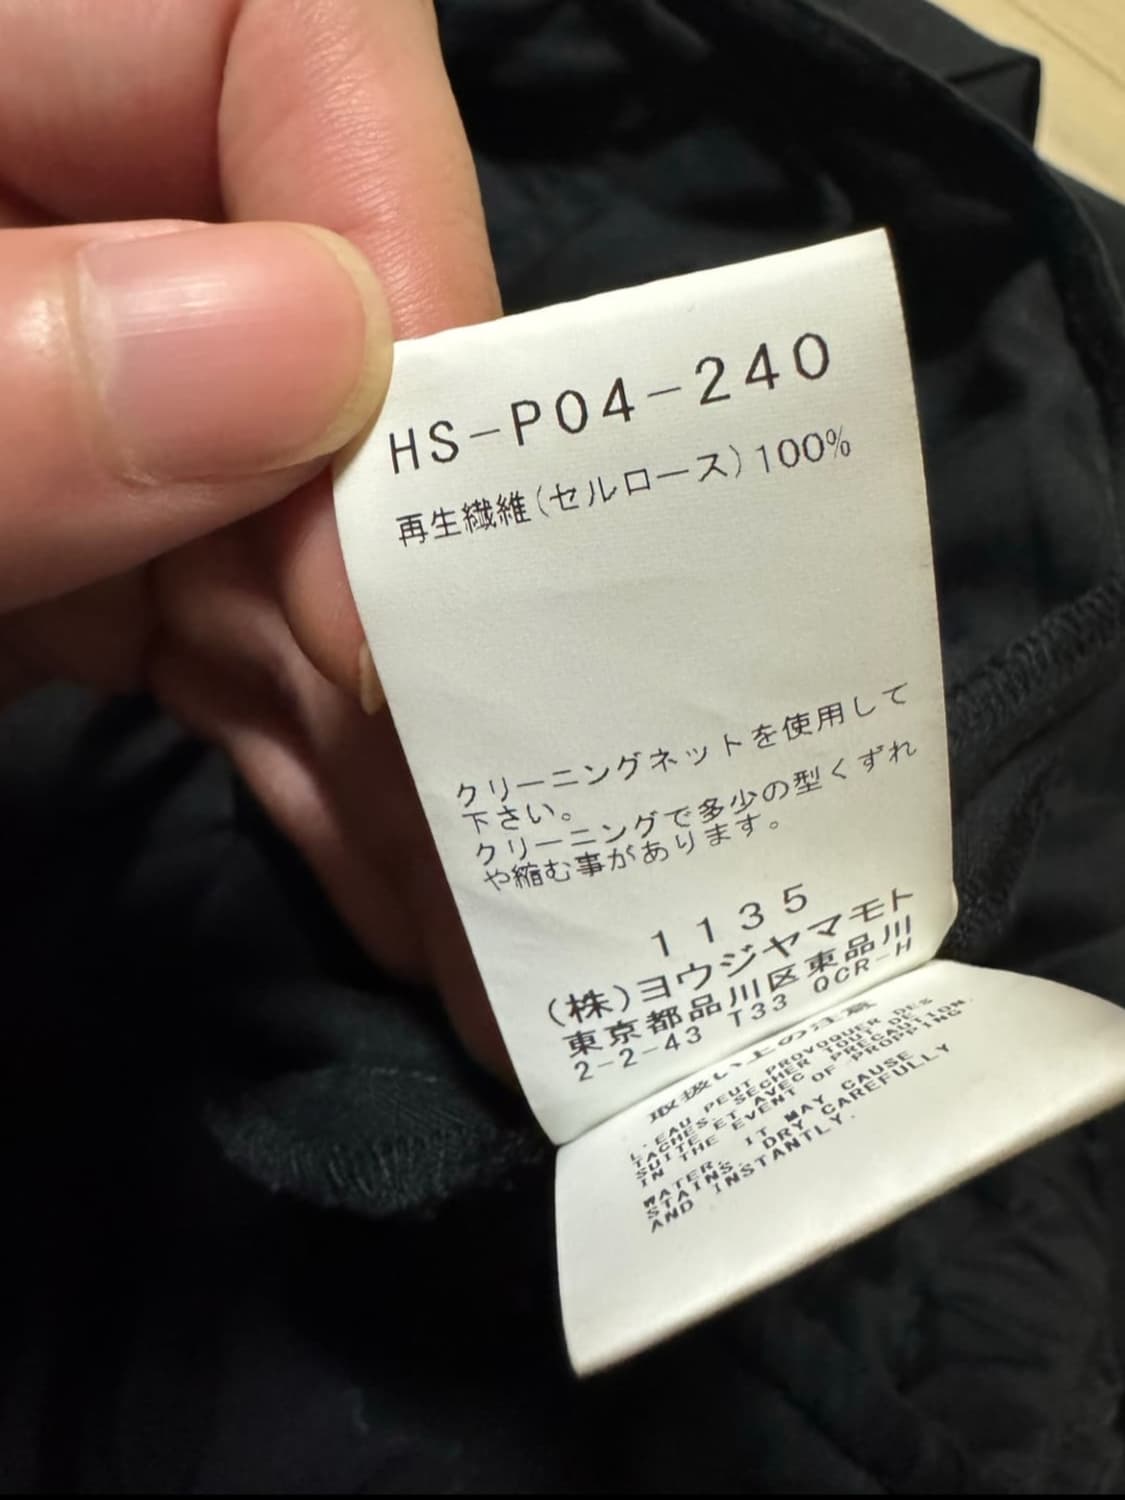 HS-P04-240
再生繊維(セルロース)100%
クリーニングネットを使用して
下さい。
クリーニングで多少の型くずれ
や縮む事があります。
1135
(株)ヨウジヤマモト
東京都品川区東品川
2-2-43 T33 OCR-H
取扱い上の注意
L'EAU PEUT PROVOQUER DES
TACHES. SECHER TOUT DE
SUITE ET AVEC PRECAUTION.
IN THE EVENT OF PROPPING
WATER, IT MAY CAUSE
STAINS. DRY CAREFULLY
AND INSTANTLY.